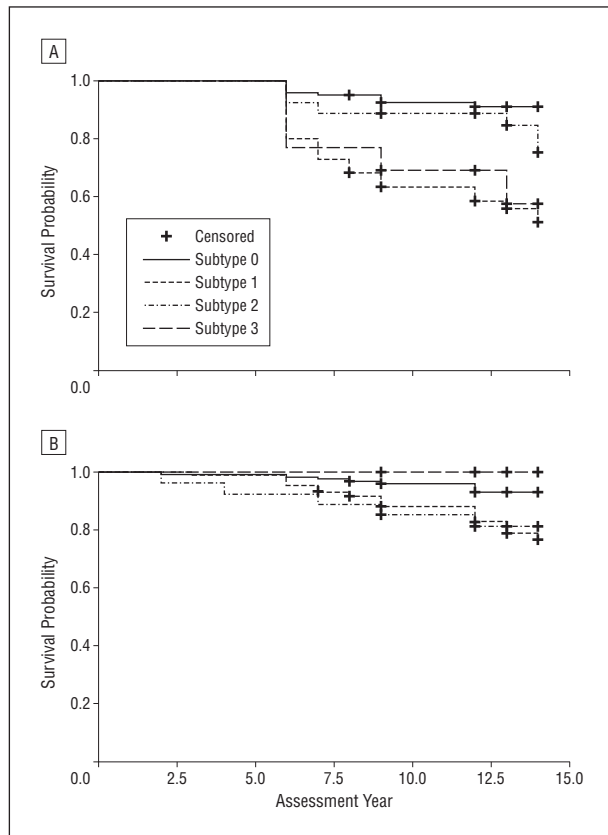 A
1.0
0.8
0.6
0.4
0.2
0.0
Survival Probability
Censored
Subtype 0
Subtype 1
Subtype 2
Subtype 3
B
1.0
0.8
0.6
0.4
0.2
0.0
Survival Probability
2.5
5.0
7.5
10.0
12.5
15.0
Assessment Year